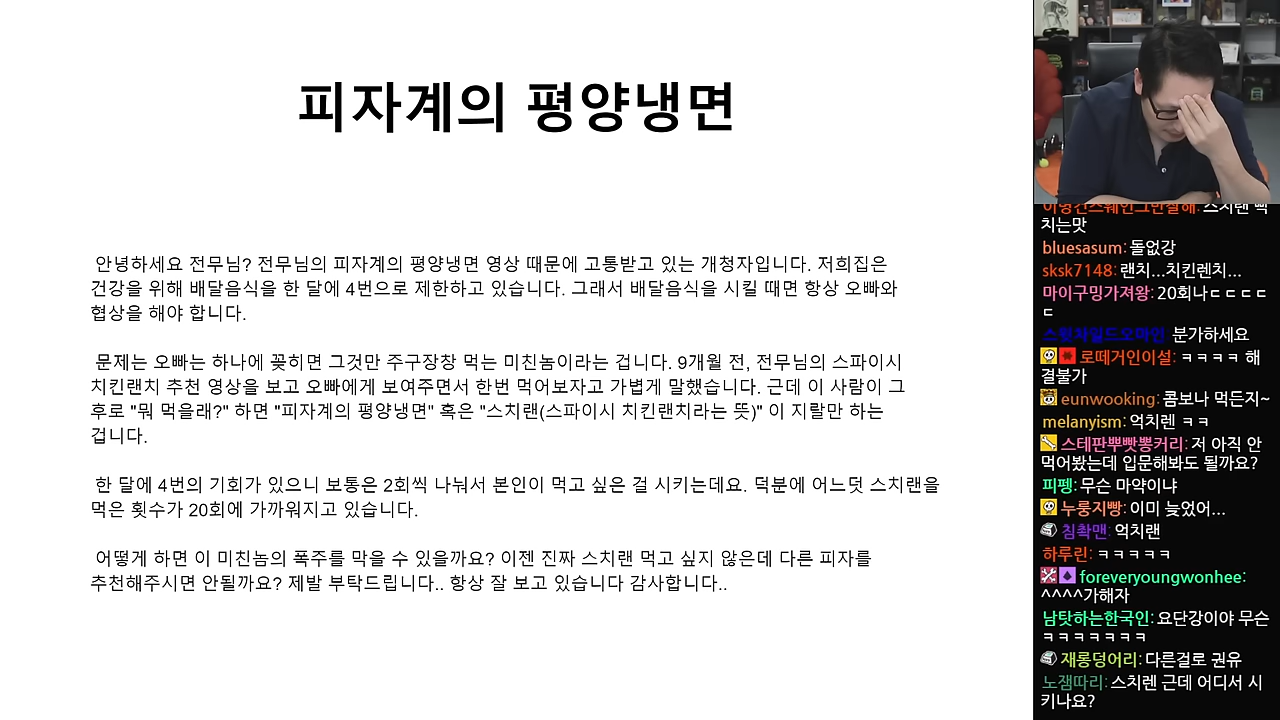 피자계의 평양냉면
안녕하세요 전무님? 전무님의 피자계의 평양냉면 영상 때문에 고통받고 있는 개청자입니다. 저희집은
건강을 위해 배달음식을 한 달에 4번으로 제한하고 있습니다. 그래서 배달음식을 시킬 때면 항상 오빠와
협상을 해야 합니다.
문제는 오빠는 하나에 꽂히면 그것만 주구장창 먹는 미친놈이라는 겁니다. 9개월 전, 전무님의 스파이시
치킨랜치 추천 영상을 보고 오빠에게 보여주면서 한번 먹어보자고 가볍게 말했습니다. 근데 이 사람이 그
후로 "뭐 먹을래?" 하면 "피자계의 평양냉면" 혹은 "스치랜(스파이시 치킨랜치라는 뜻)" 이 지랄만 하는
겁니다.
한 달에 4번의 기회가 있으니 보통은 2회씩 나눠서 본인이 먹고 싶은 걸 시키는데요. 덕분에 어느덧 스치랜을
먹은 횟수가 20회에 가까워지고 있습니다.
어떻게 하면 이 미친놈의 폭주를 막을 수 있을까요? 이젠 진짜 스치랜 먹고 싶지 않은데 다른 피자를
추천해주시면 안될까요? 제발 부탁드립니다.. 항상 잘 보고 있습니다 감사합니다..
스치랜
치는맛
bluesasum: 돌없강
sksk7148: 랜치...치킨렌치...
마이구밍가져왕: 20회나ㄷㄷㄷㄷ
ㄷ
분가하세요
로떼거인이설: ㅋㅋㅋㅋ 해
결불가
eunwooking: 콤보나 먹든지~
melanyism: 억치렌 ㅋㅋ
스테판뿌빳뽕커리: 저 아직 안
먹어봤는데 입문해봐도 될까요?
피펭: 무슨 마약이냐
누룽지빵: 이미 늦었어...
침착맨: 억치랜
하루린: ㅋㅋㅋㅋㅋ
foreveryoungwonhee:
^^^^가해자
남탓하는한국인: 요단강이야 무슨
ㅋㅋㅋㅋㅋㅋㅋ
재롱덩어리: 다른걸로 권유
노잼따리: 스치렌 근데 어디서 시
키나요?